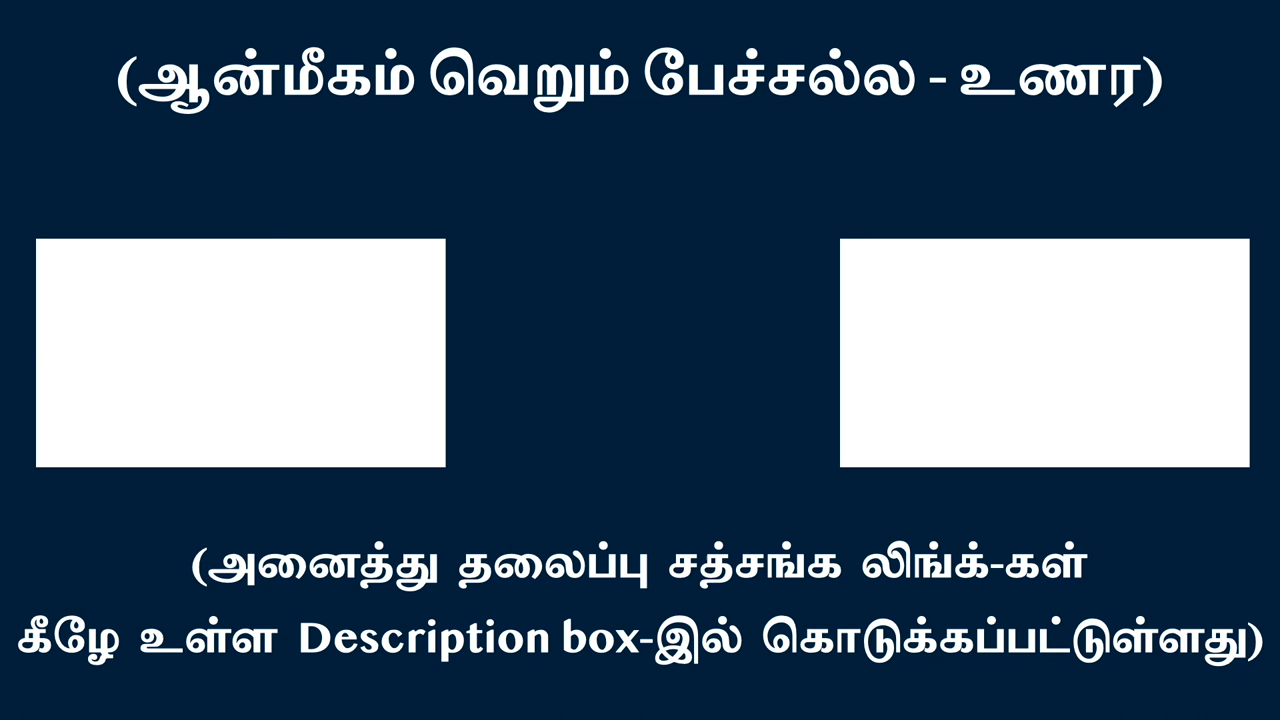 (ஆன்மீகம் வெறும் பேச்சல்ல - உணர)
(அனைத்து தலைப்பு சத்சங்க லிங்க்-கள்
கீழே உள்ள Description box-இல் கொடுக்கப்பட்டுள்ளது)